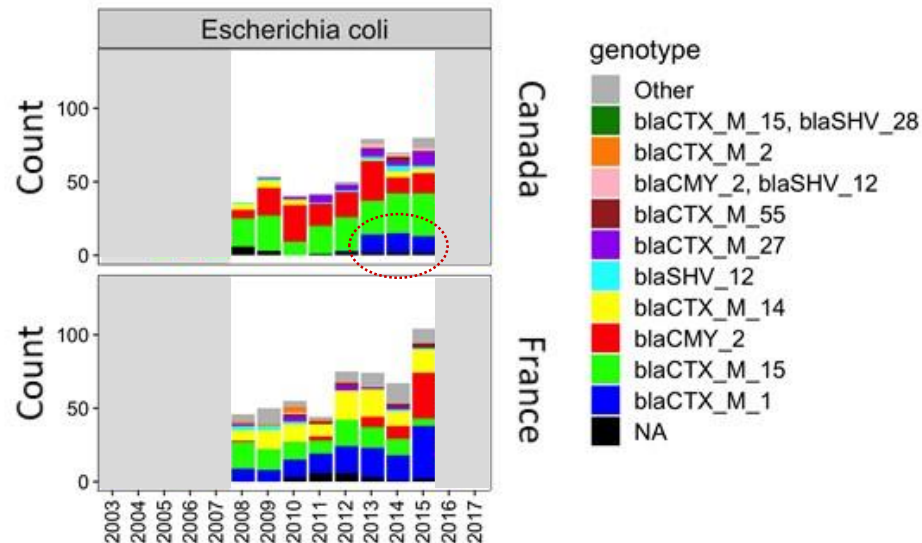 Escherichia coli
Count
100
50
0
Canada
Count
100
50
0
France
2003
2004
2005
2006
2007
2008
2009
2010
2011
2012
2013
2014
2015
2016
2017
genotype
Other
blaCTX_M_15, blaSHV_28
blaCTX_M_2
blaCMY_2, blaSHV_12
blaCTX_M_55
blaCTX_M_27
blaSHV_12
blaCTX_M_14
blaCMY_2
blaCTX_M_15
blaCTX_M_1
NA